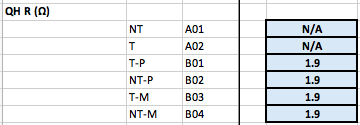 QH R (Ω)
NT A01 N/A
T A02 N/A
T-P B01 1.9
NT-P B02 1.9
T-M B03 1.9
NT-M B04 1.9